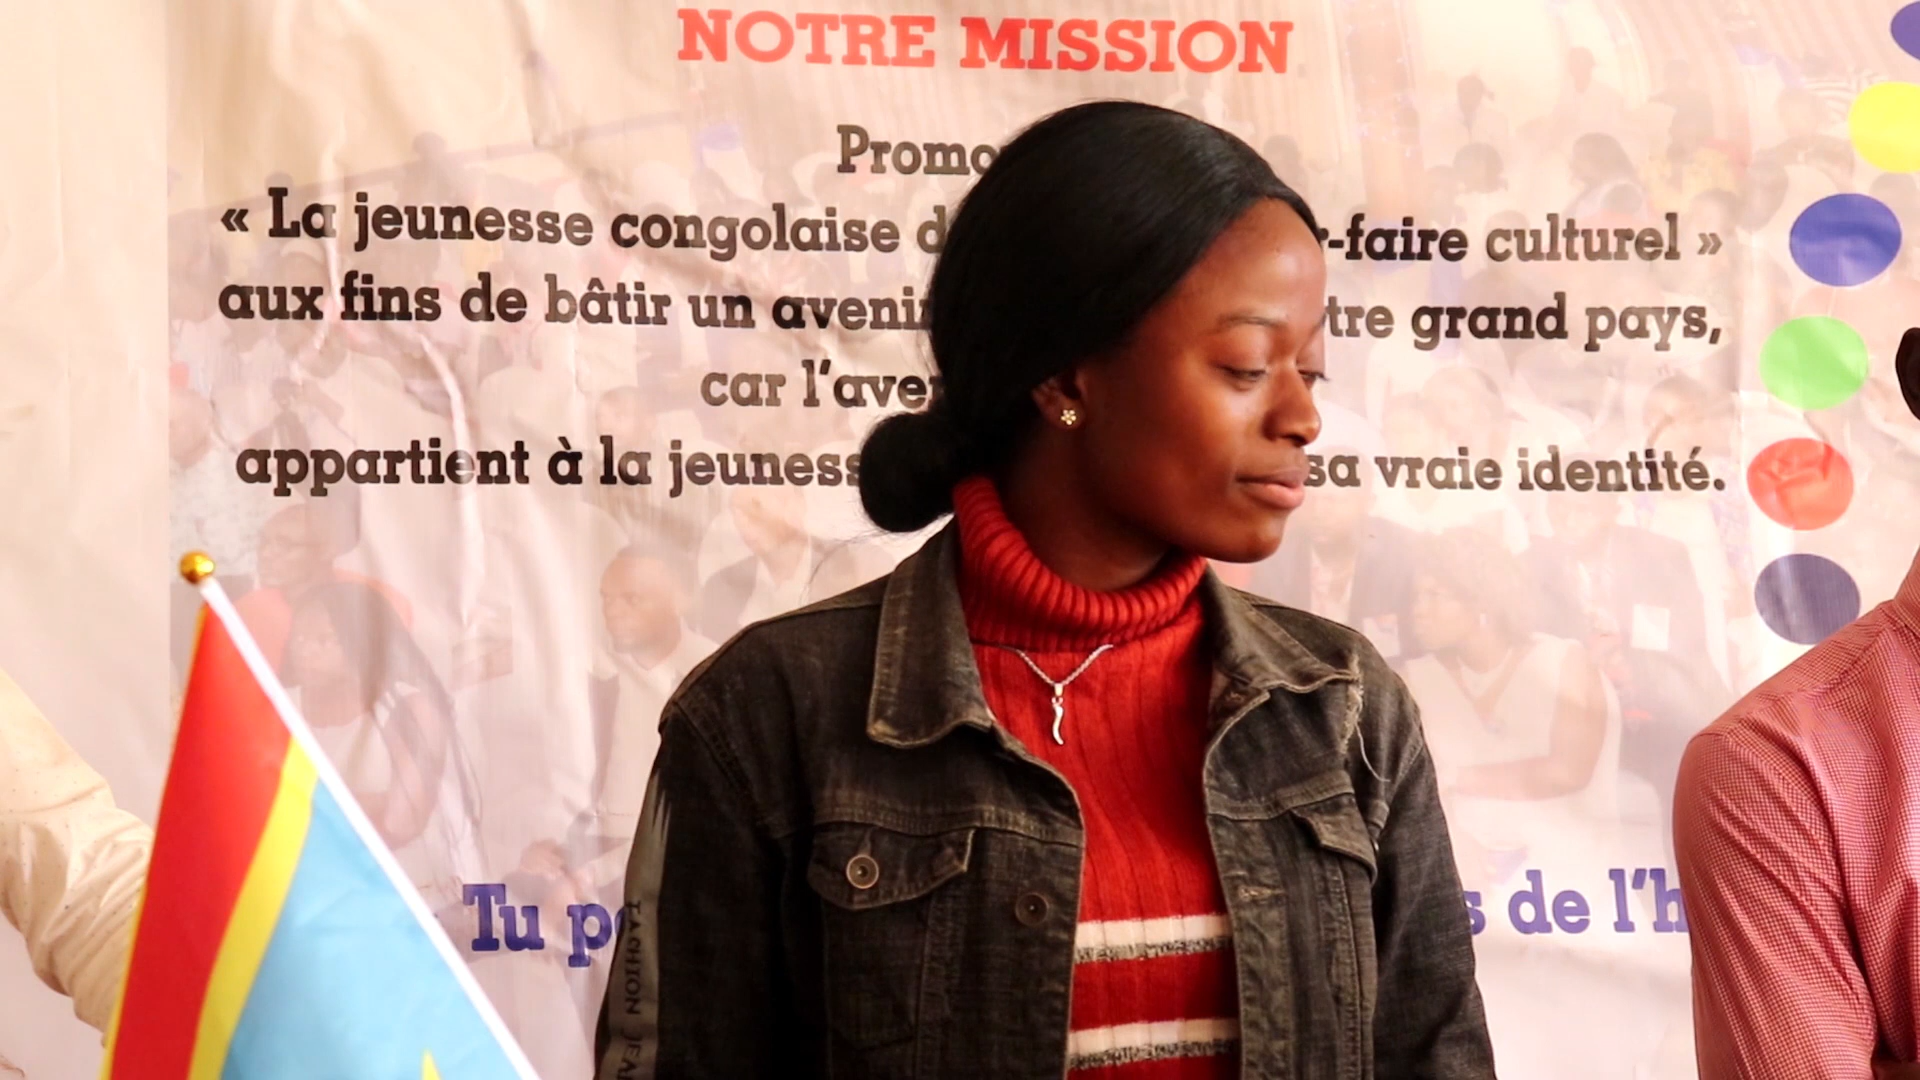 NOTRE MISSION
Promo
« La jeunesse congolaise d -faire culturel »
aux fins de bâtir un aveni tre grand pays,
car l'ave
appartient à la jeuness sa vraie identité.
Tu p s de l'h
FASHION JEA